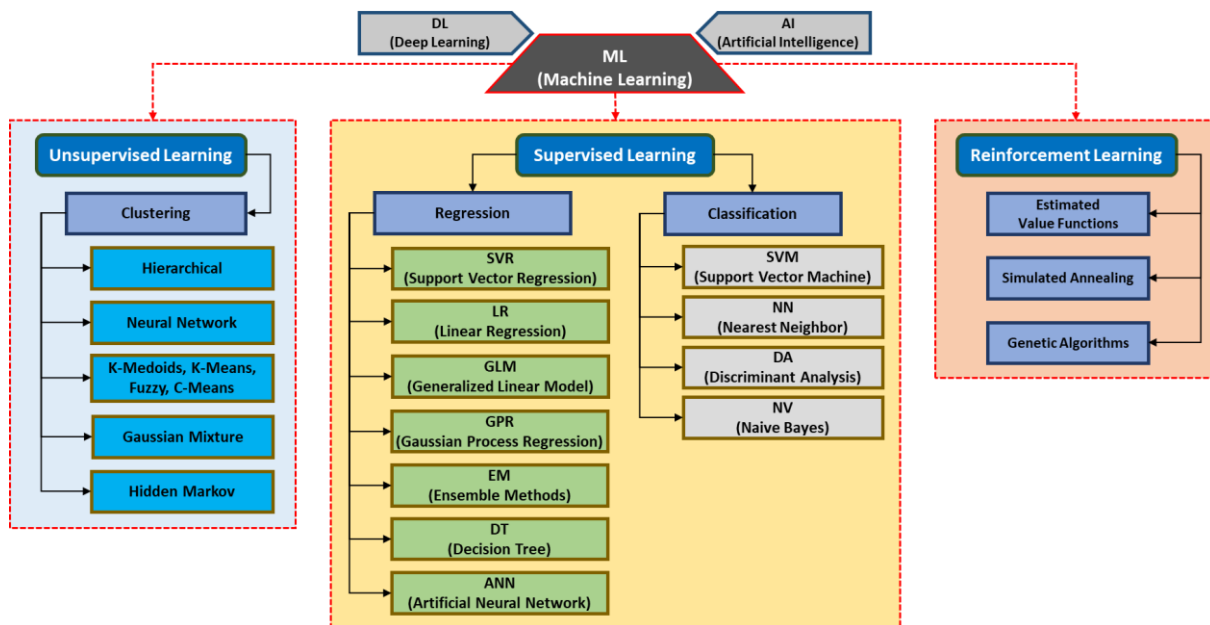 DL
(Deep Learning)
AI
(Artificial Intelligence)
ML
(Machine Learning)
Unsupervised Learning
Clustering
Hierarchical
Neural Network
K-Medoids, K-Means,
Fuzzy, C-Means
Gaussian Mixture
Hidden Markov
Supervised Learning
Regression
SVR
(Support Vector Regression)
LR
(Linear Regression)
GLM
(Generalized Linear Model)
GPR
(Gaussian Process Regression)
EM
(Ensemble Methods)
DT
(Decision Tree)
ANN
(Artificial Neural Network)
Classification
SVM
(Support Vector Machine)
NN
(Nearest Neighbor)
DA
(Discriminant Analysis)
NV
(Naive Bayes)
Reinforcement Learning
Estimated
Value Functions
Simulated Annealing
Genetic Algorithms